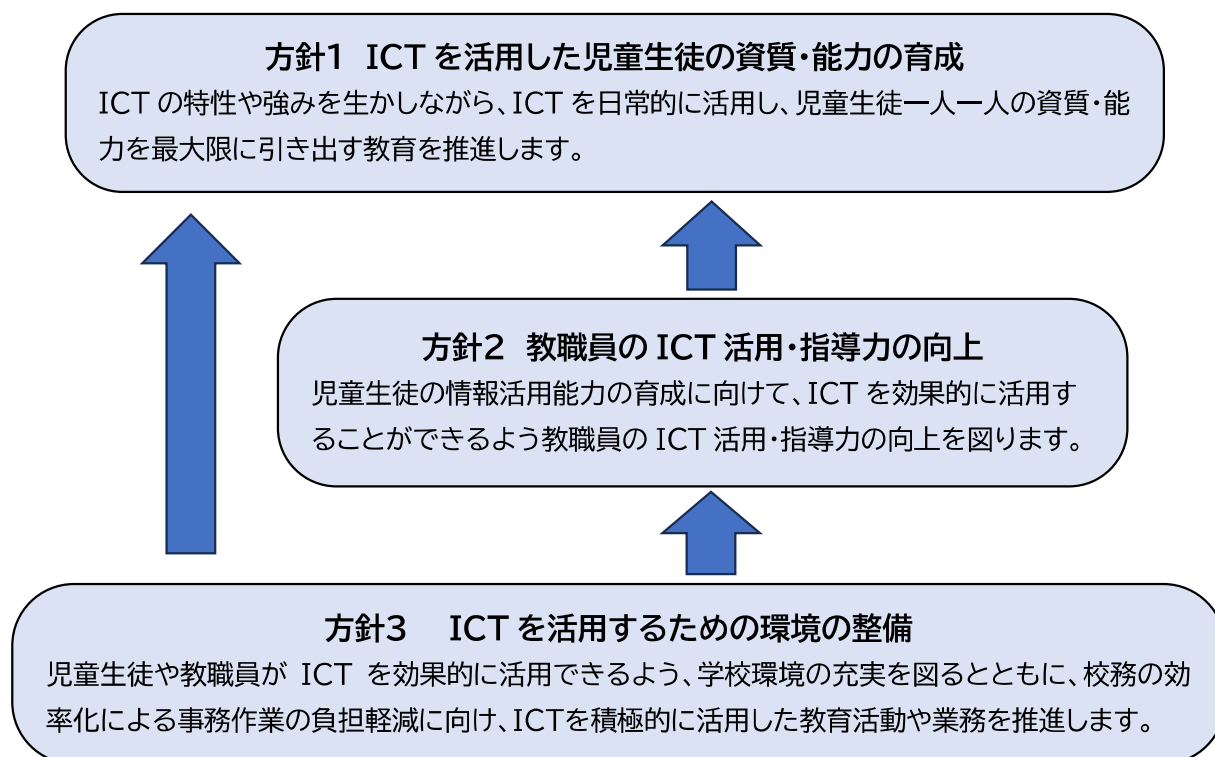 方針1 ICT を活用した児童生徒の資質・能力の育成
ICT の特性や強みを生かしながら、ICT を日常的に活用し、児童生徒一人一人の資質・能
力を最大限に引き出す教育を推進します。
方針2 教職員の ICT 活用・指導力の向上
児童生徒の情報活用能力の育成に向けて、ICT を効果的に活用す
ることができるよう教職員の ICT 活用・指導力の向上を図ります。
方針3 ICT を活用するための環境の整備
児童生徒や教職員が ICT を効果的に活用できるよう、学校環境の充実を図るとともに、校務の効
率化による事務作業の負担軽減に向け、ICTを積極的に活用した教育活動や業務を推進します。